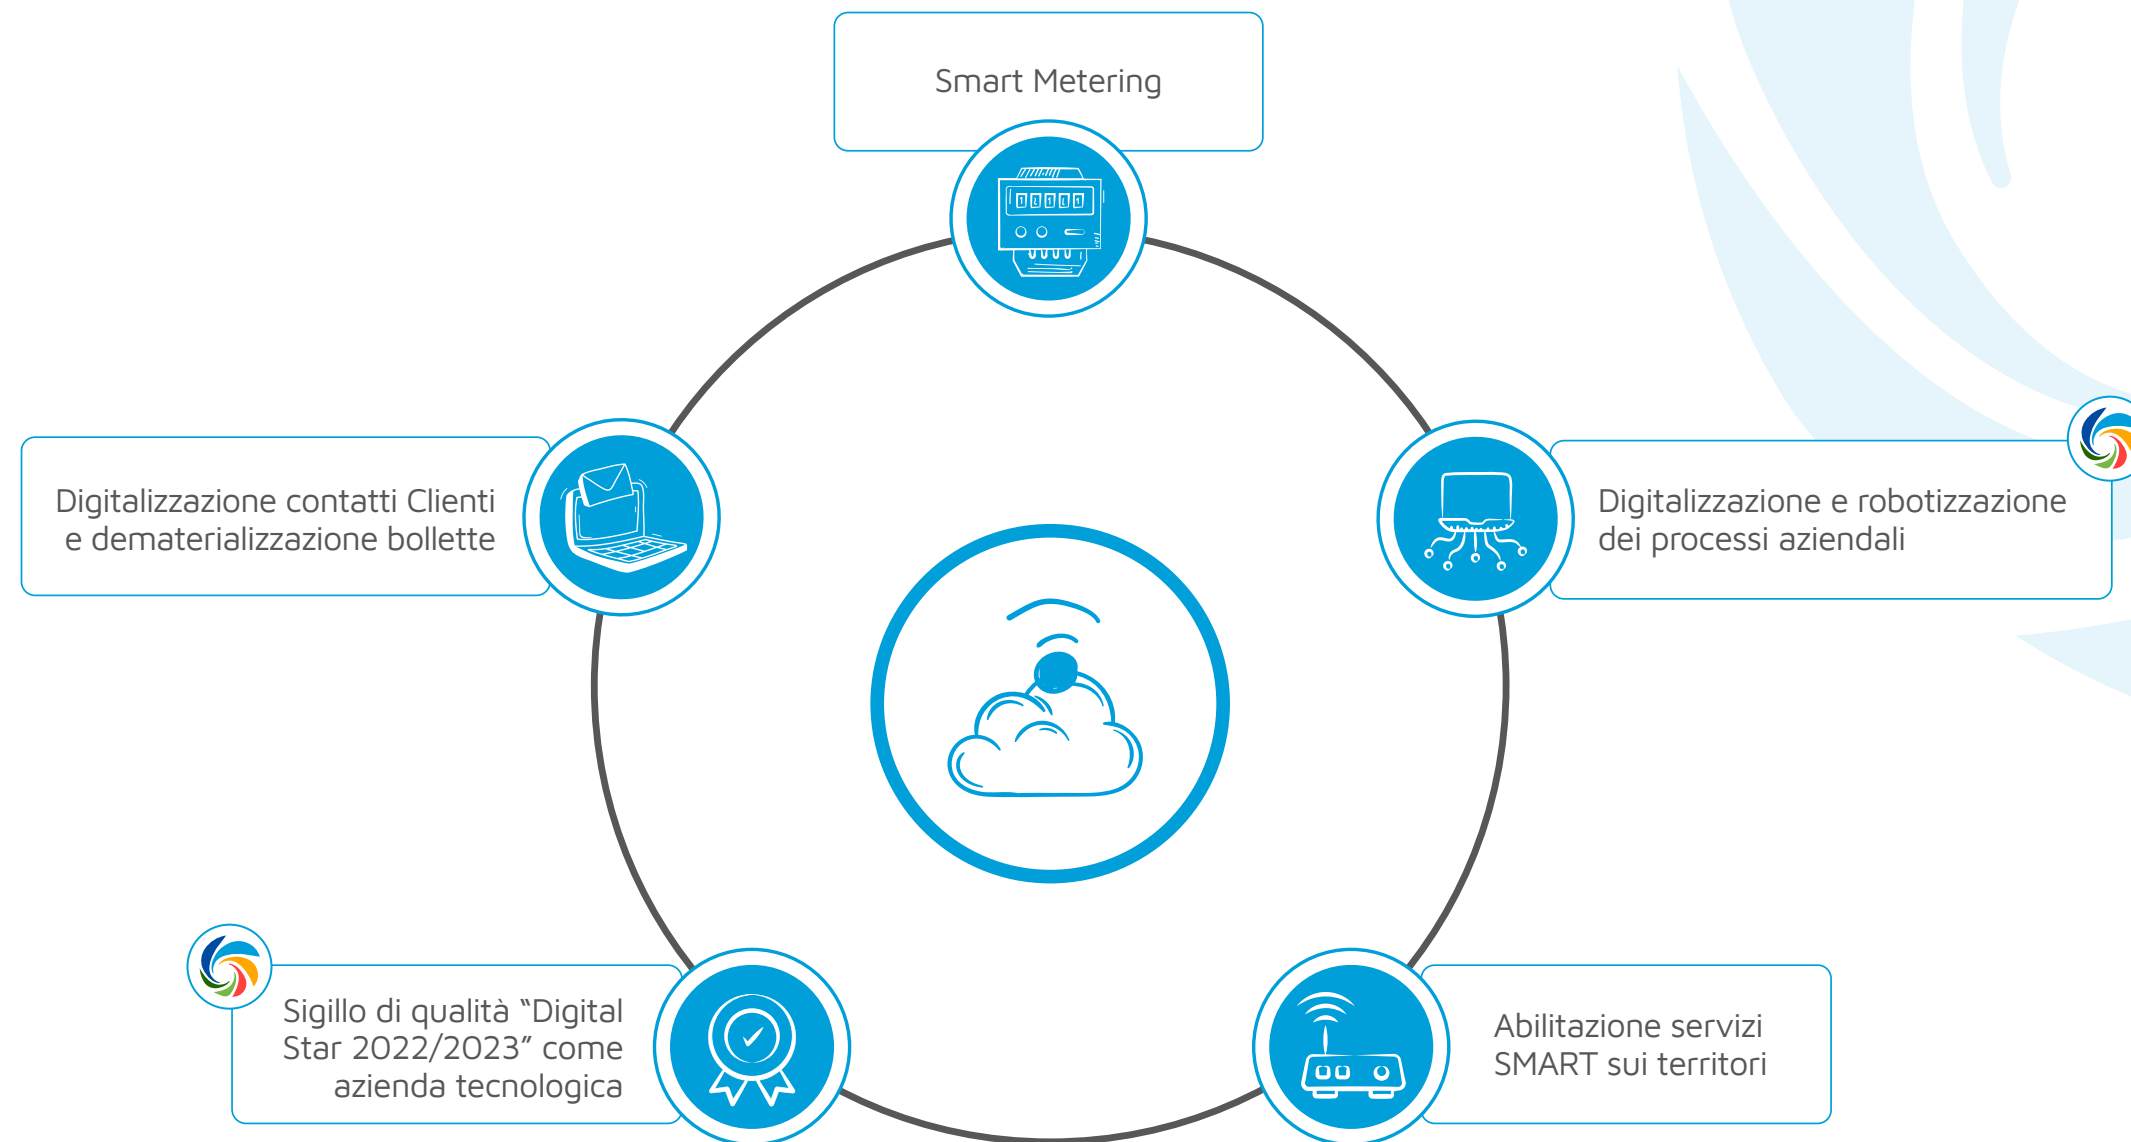 Smart Metering
Digitalizzazione contatti Clienti
e dematerializzazione bollette
Digitalizzazione e robotizzazione
dei processi aziendali
Sigillo di qualità “Digital
Star 2022/2023” come
azienda tecnologica
Abilitazione servizi
SMART sui territori